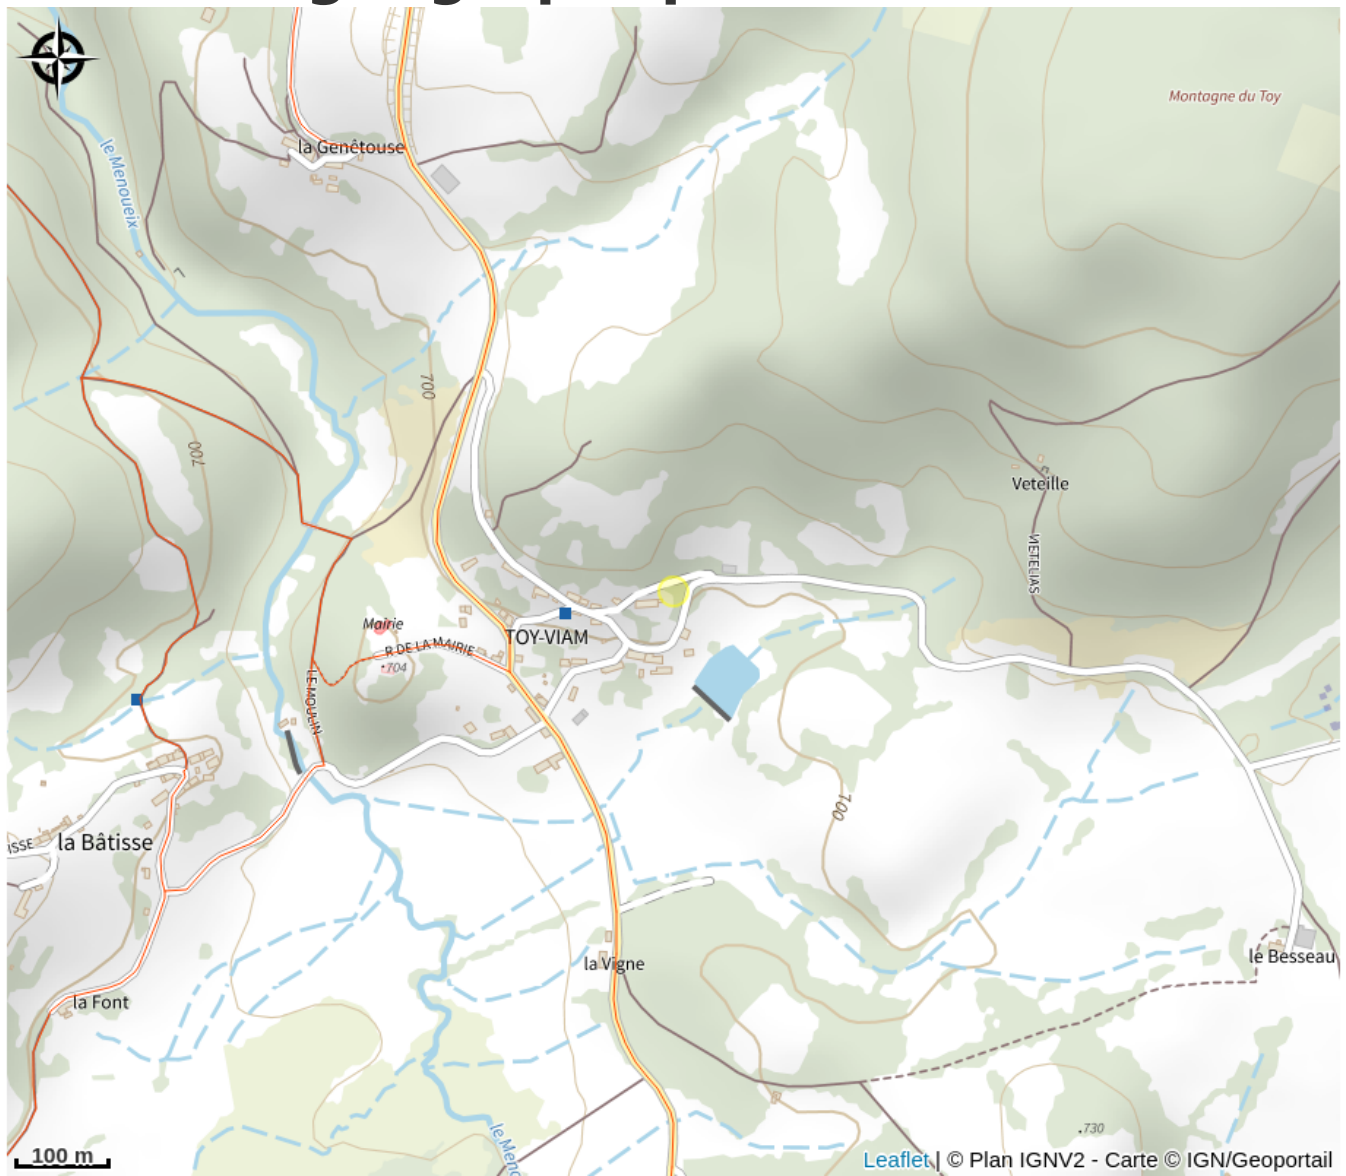 Montagne du Toy
la Genêtouse
le Menoueix
700
700
Veteille
VIETELIAS
Mairie
TOY-VIAM
R DE LA MAIRIE
704
LE MOULIN
700
ISSE
la Bâtisse
la Vigne
le Besseau
la Font
730
le Meno
100 m
Leaflet | © Plan IGNV2 - Carte © IGN/Geoportail